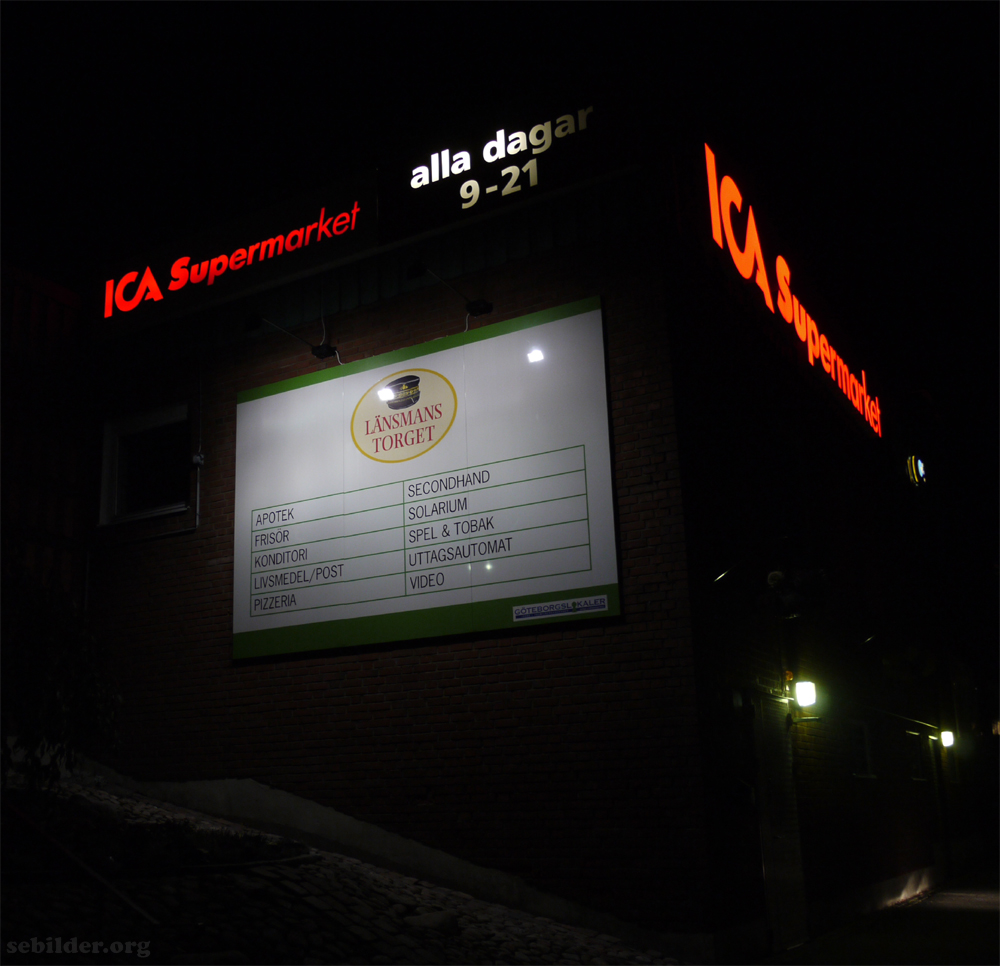 alla dagar
9-21
ICA Supermarket
ICA Supermarket
LÄNSMANS
TORGET
APOTEK
FRISÖR
KONDITORI
LIVSMEDEL/POST
PIZZERIA
SECONDHAND
SOLARIUM
SPEL & TOBAK
UTTAGSAUTOMAT
VIDEO
GÖTEBORGSLOKALER
sebilder.org